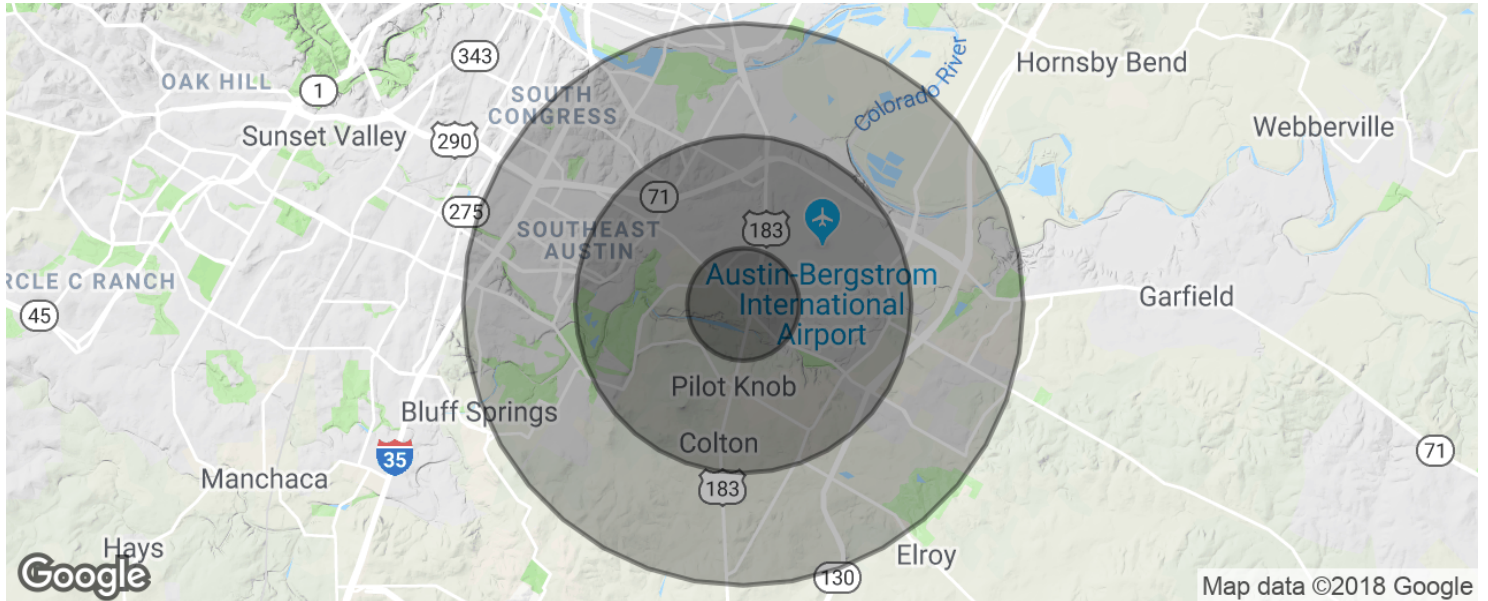 343
OAK HILL
1
SOUTH
CONGRESS
Colorado River
Hornsby Bend
Sunset Valley
290
Webberville
71
275
SOUTHEAST
AUSTIN
183
RCLE C RANCH
Austin-Bergstrom
International
Airport
Garfield
45
Pilot Knob
Bluff Springs
Colton
35
71
Manchaca
183
Hays
Elroy
130
Google
Map data ©2018 Google